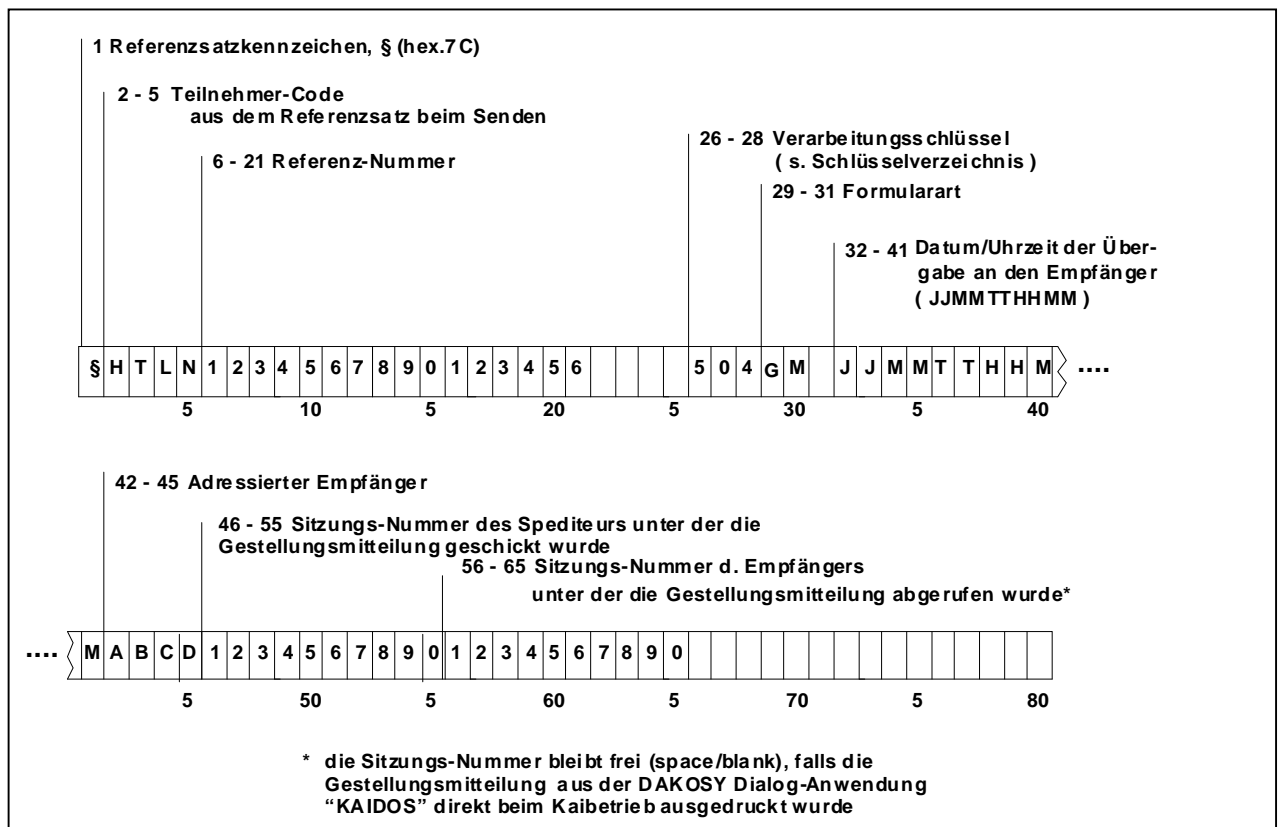 1 Referenzsatzkennzeichen, § (hex.7C)
2 - 5 Teilnehmer-Code
aus dem Referenzsatz beim Senden
6 - 21 Referenz-Nummer
26 - 28 Verarbeitungsschlüssel
( s. Schlüsselverzeichnis )
29 - 31 Formularart
32 - 41 Datum/Uhrzeit der Über-
gabe an den Empfänger
( JJMMTTHHMM )
§ H T L N 1 2 3 4 5 6 7 8 9 0 1 2 3 4 5 6 5 0 4 G M J J M M T T H H M ....
5 10 5 20 5 30 5 40
42 - 45 Adressierter Empfänger
46 - 55 Sitzungs-Nummer des Spediteurs unter der die
Gestellungsmitteilung geschickt wurde
56 - 65 Sitzungs-Nummer d. Empfängers
unter der die Gestellungsmitteilung abgerufen wurde*
.... M A B C D 1 2 3 4 5 6 7 8 9 0 1 2 3 4 5 6 7 8 9 0
5 50 5 60 5 70 5 80
* die Sitzungs-Nummer bleibt frei (space/blank), falls die
Gestellungsmitteilung aus der DAKOSY Dialog-Anwendung
“KAIDOS” direkt beim Kaibetrieb ausgedruckt wurde